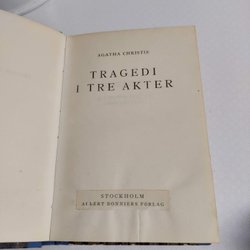 AGATHA CHRISTIE
TRAGEDI
I TRE AKTER
STOCKHOLM
ALBERT BONNIERS FÖRLAG